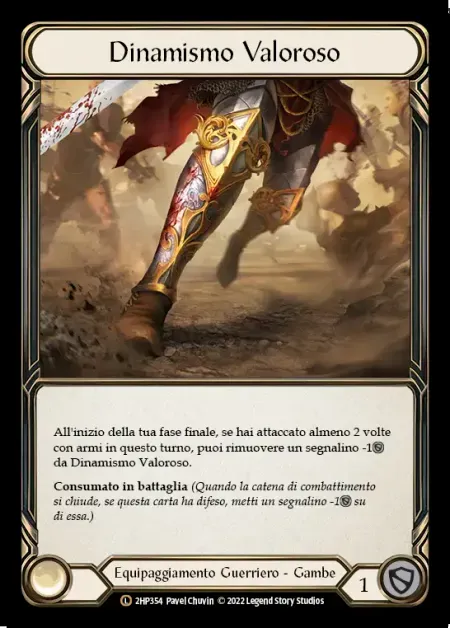 Dinamismo Valoroso
All'inizio della tua fase finale, se hai attaccato almeno 2 volte
con armi in questo turno, puoi rimuovere un segnalino -1
da Dinamismo Valoroso.
Consumato in battaglia (Quando la catena di combattimento
si chiude, se questa carta ha difeso, metti un segnalino -1 su
di essa.)
Equipaggiamento Guerriero - Gambe
1
L 2HP354 Pavel Chuvin © 2022 Legend Story Studios